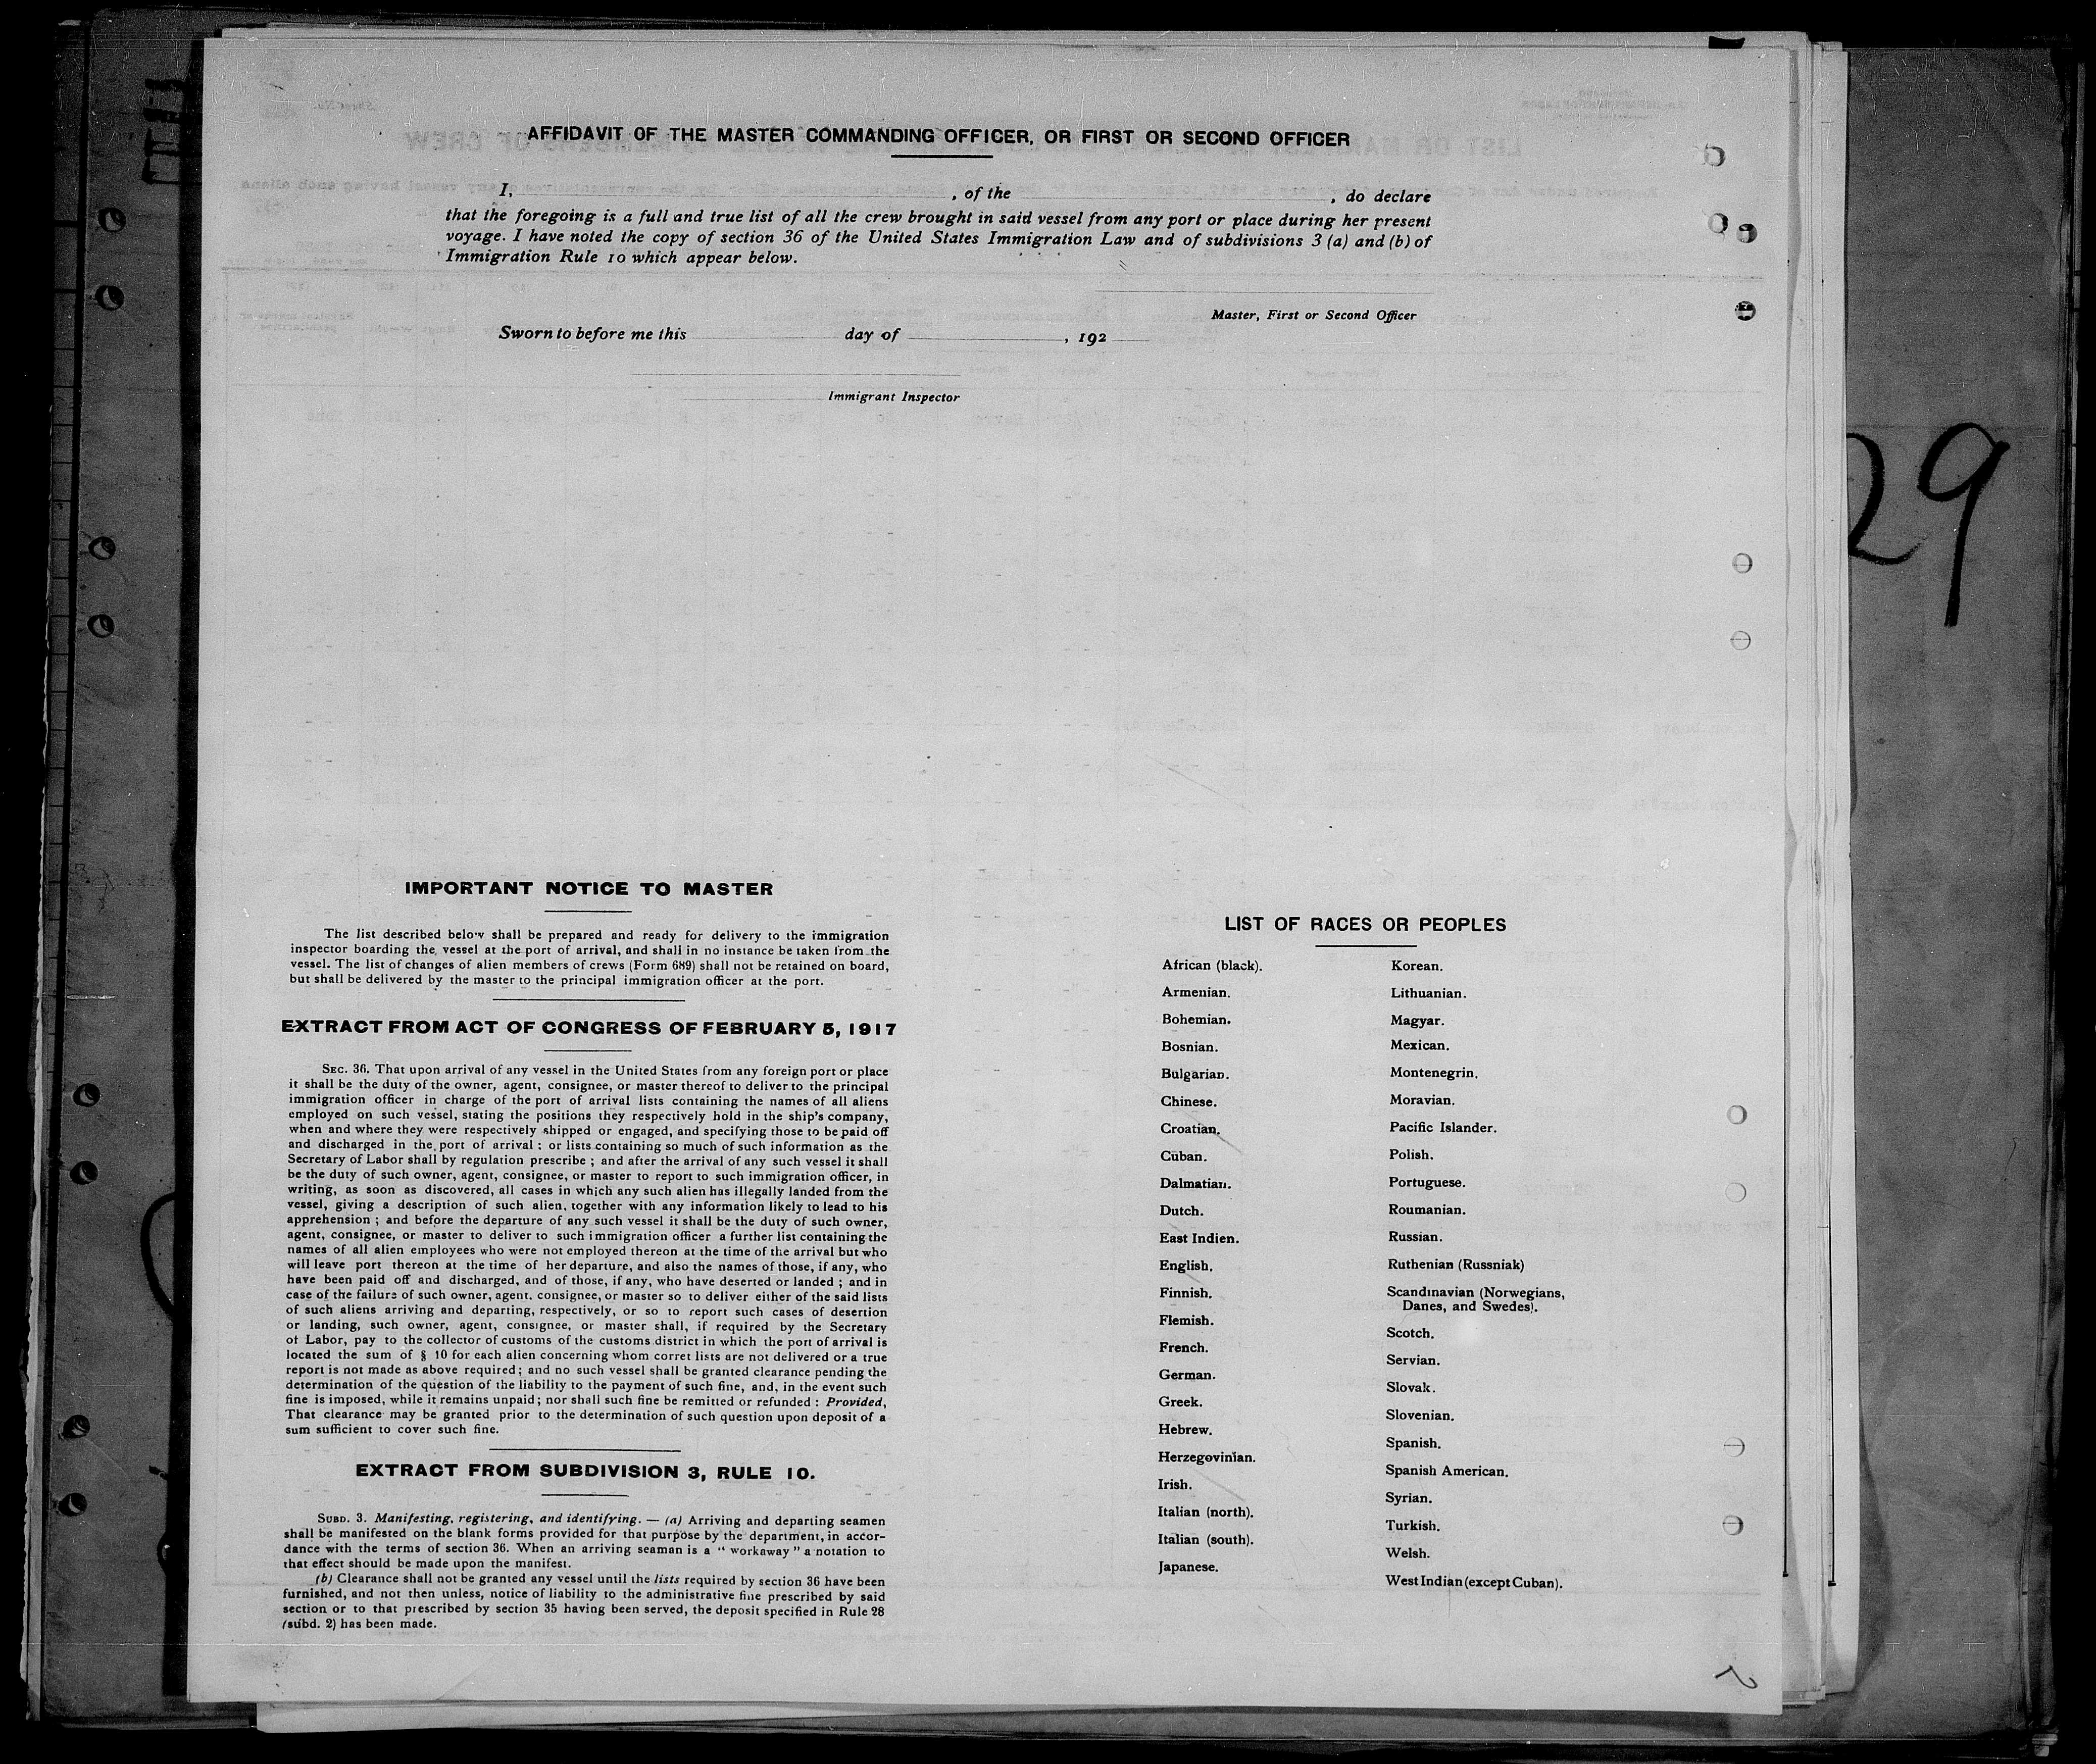 AFFIDAVIT OF THE MASTER COMMANDING OFFICER, OR FIRST OR SECOND OFFICER
I, , of the , do declare
that the foregoing is a full and true list of all the crew brought in said vessel from any port or place during her present
voyage. I have noted the copy of section 36 of the United States Immigration Law and of subdivisions 3 (a) and (b) of
Immigration Rule 10 which appear below.
Master, First or Second Officer
Sworn to before me this day of , 192
Immigrant Inspector
29
IMPORTANT NOTICE TO MASTER
The list described below shall be prepared and ready for delivery to the immigration
inspector boarding the vessel at the port of arrival, and shall in no instance be taken from the
vessel. The list of changes of alien members of crews (Form 689) shall not be retained on board,
but shall be delivered by the master to the principal immigration officer at the port.
EXTRACT FROM ACT OF CONGRESS OF FEBRUARY 5, 1917
SEC. 36. That upon arrival of any vessel in the United States from any foreign port or place
it shall be the duty of the owner, agent, consignee, or master thereof to deliver to the principal
immigration officer in charge of the port of arrival lists containing the names of all aliens
employed on such vessel, stating the positions they respectively hold in the ship's company,
when and where they were respectively shipped or engaged, and specifying those to be paid off
and discharged in the port of arrival ; or lists containing so much of such information as the
Secretary of Labor shall by regulation prescribe ; and after the arrival of any such vessel it shall
be the duty of such owner, agent, consignee, or master to report to such immigration officer, in
writing, as soon as discovered, all cases in which any such alien has illegally landed from the
vessel, giving a description of such alien, together with any information likely to lead to his
apprehension ; and before the departure of any such vessel it shall be the duty of such owner,
agent, consignee, or master to deliver to such immigration officer a further list containing the
names of all alien employees who were not employed thereon at the time of the arrival but who
will leave port thereon at the time of her departure, and also the names of those, if any, who
have been paid off and discharged, and of those, if any, who have deserted or landed ; and in
case of the failure of such owner, agent, consignee, or master so to deliver either of the said lists
of such aliens arriving and departing, respectively, or so to report such cases of desertion
or landing, such owner, agent, consignee, or master shall, if required by the Secretary
of Labor, pay to the collector of customs of the customs district in which the port of arrival is
located the sum of § 10 for each alien concerning whom corret lists are not delivered or a true
report is not made as above required ; and no such vessel shall be granted clearance pending the
determination of the question of the liability to the payment of such fine, and, in the event such
fine is imposed, while it remains unpaid ; nor shall such fine be remitted or refunded : Provided,
That clearance may be granted prior to the determination of such question upon deposit of a
sum sufficient to cover such fine.
EXTRACT FROM SUBDIVISION 3, RULE 10.
SUBD. 3. Manifesting, registering, and identifying. — (a) Arriving and departing seamen
shall be manifested on the blank forms provided for that purpose by the department, in accor-
dance with the terms of section 36. When an arriving seaman is a " workaway " a notation to
that effect should be made upon the manifest.
(b) Clearance shall not be granted any vessel until the lists required by section 36 have been
furnished, and not then unless, notice of liability to the administrative fine prescribed by said
section or to that prescribed by section 35 having been served, the deposit specified in Rule 28
(subd. 2) has been made.
LIST OF RACES OR PEOPLES
African (black).
Armenian.
Bohemian.
Bosnian.
Bulgarian.
Chinese.
Croatian.
Cuban.
Dalmatian.
Dutch.
East Indien.
English.
Finnish.
Flemish.
French.
German.
Greek.
Hebrew.
Herzegovinian.
Irish.
Italian (north).
Italian (south).
Japanese.
Korean.
Lithuanian.
Magyar.
Mexican.
Montenegrin.
Moravian.
Pacific Islander.
Polish.
Portuguese.
Roumanian.
Russian.
Ruthenian (Russniak)
Scandinavian (Norwegians,
Danes, and Swedes).
Scotch.
Servian.
Slovak.
Slovenian.
Spanish.
Spanish American.
Syrian.
Turkish.
Welsh.
West Indian (except Cuban).